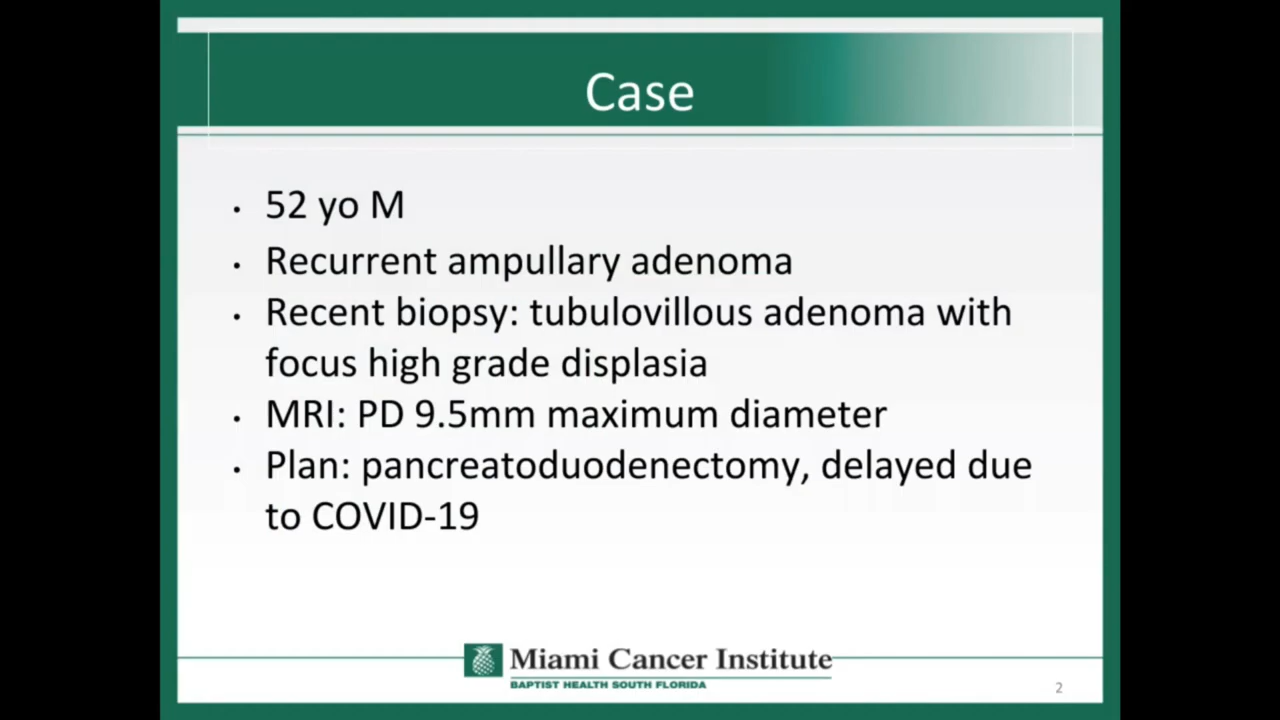 Case
• 52 yo M
• Recurrent ampullary adenoma
• Recent biopsy: tubulovillous adenoma with
focus high grade displasia
• MRI: PD 9.5mm maximum diameter
• Plan: pancreatoduodenectomy, delayed due
to COVID-19
Miami Cancer Institute
BAPTIST HEALTH SOUTH FLORIDA
2